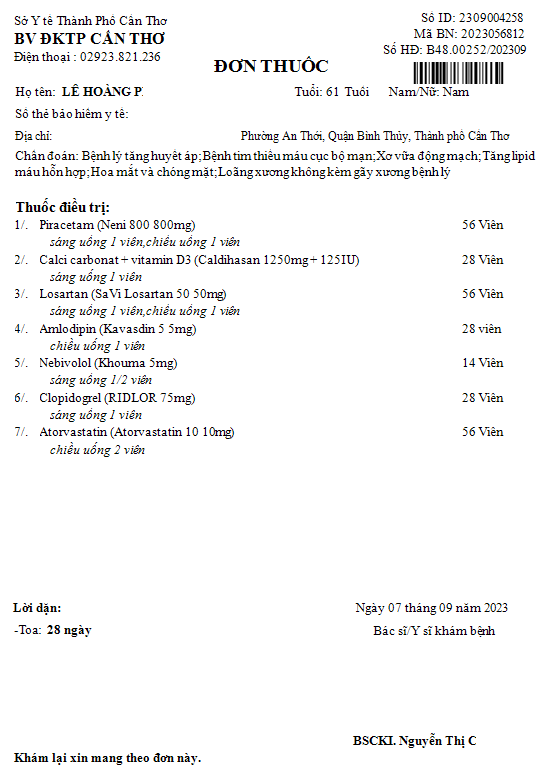 Sở Y tế Thành Phố Cần Thơ
Số ID: 2309004258
BV ĐKTP CẦN THƠ
Mã BN: 2023056812
Điện thoại : 02923.821.236
Số HĐ: B48.00252/202309
ĐƠN THUỐC
Họ tên: LÊ HOÀNG P.
Tuổi: 61 Tuổi
Nam/Nữ: Nam
Số thẻ bảo hiểm y tế:
Địa chỉ: Phường An Thới, Quận Bình Thủy, Thành phố Cần Thơ
Chẩn đoán: Bệnh lý tăng huyết áp;Bệnh tim thiếu máu cục bộ mạn;Xơ vữa động mạch;Tăng lipid
máu hỗn hợp;Hoa mắt và chóng mặt;Loãng xương không kèm gãy xương bệnh lý
Thuốc điều trị:
1/. Piracetam (Neni 800 800mg) 56 Viên
sáng uống 1 viên,chiều uống 1 viên
2/. Calci carbonat + vitamin D3 (Caldihasan 1250mg + 125IU) 28 Viên
sáng uống 1 viên
3/. Losartan (SaVi Losartan 50 50mg) 56 Viên
sáng uống 1 viên,chiều uống 1 viên
4/. Amlodipin (Kavasdin 5 5mg) 28 viên
chiều uống 1 viên
5/. Nebivolol (Khouma 5mg) 14 Viên
sáng uống 1/2 viên
6/. Clopidogrel (RIDLOR 75mg) 28 Viên
sáng uống 1 viên
7/. Atorvastatin (Atorvastatin 10 10mg) 56 Viên
chiều uống 2 viên
Lời dặn:
Ngày 07 tháng 09 năm 2023
-Toa: 28 ngày
Bác sĩ/Y sĩ khám bệnh
BSCKI. Nguyễn Thị C
Khám lại xin mang theo đơn này.